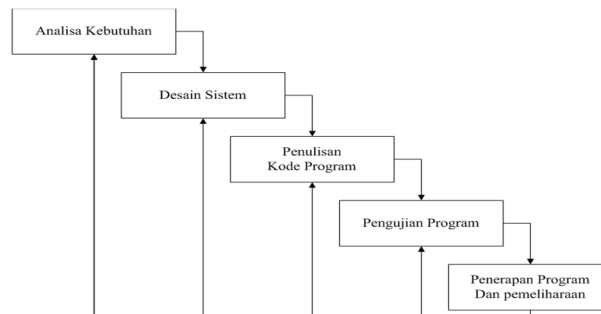 Analisa Kebutuhan
Desain Sistem
Penulisan
Kode Program
Pengujian Program
Penerapan Program
Dan pemeliharaan